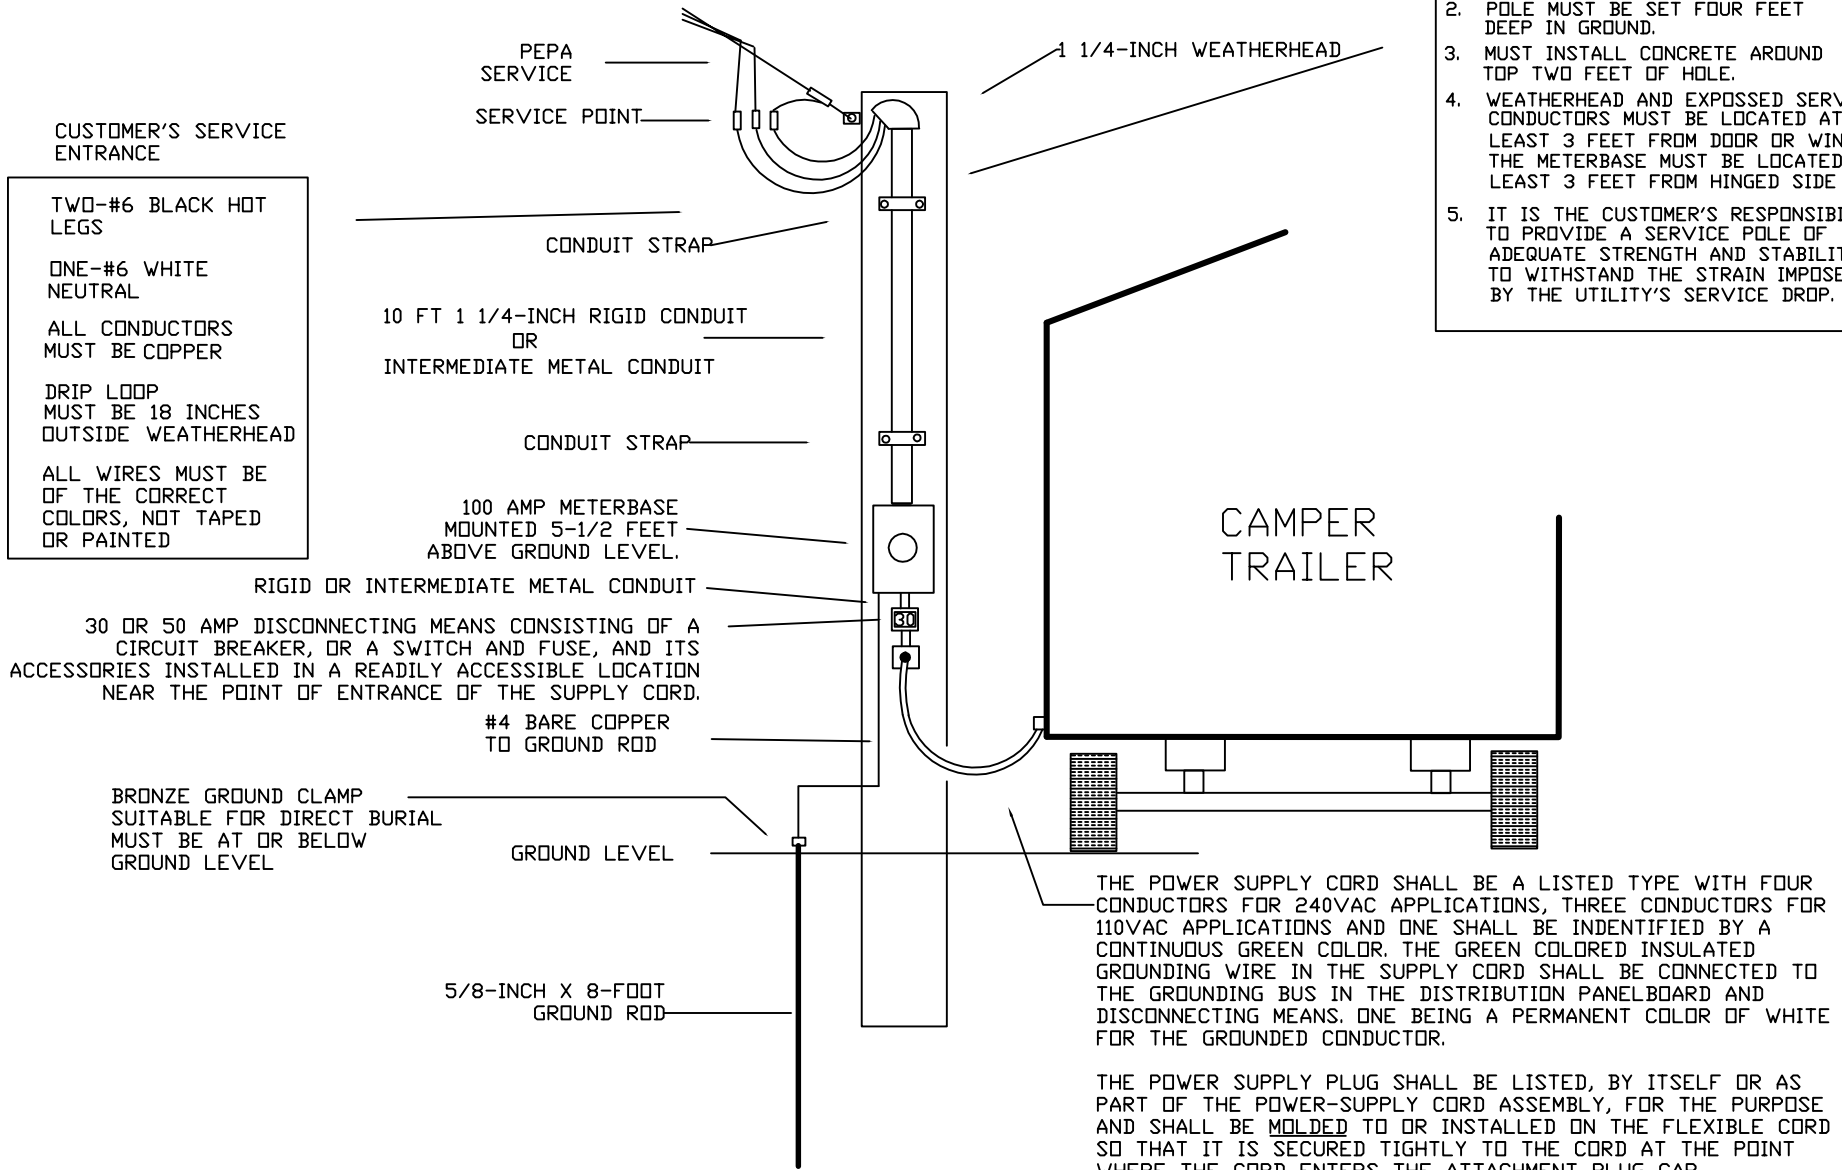 PEPA
SERVICE
SERVICE POINT
1 1/4-INCH WEATHERHEAD
CUSTOMER'S SERVICE
ENTRANCE
TWO-#6 BLACK HOT
LEGS
ONE-#6 WHITE
NEUTRAL
ALL CONDUCTORS
MUST BE COPPER
DRIP LOOP
MUST BE 18 INCHES
OUTSIDE WEATHERHEAD
ALL WIRES MUST BE
OF THE CORRECT
COLORS, NOT TAPED
OR PAINTED
CONDUIT STRAP
10 FT 1 1/4-INCH RIGID CONDUIT
OR
INTERMEDIATE METAL CONDUIT
CONDUIT STRAP
100 AMP METERBASE
MOUNTED 5-1/2 FEET
ABOVE GROUND LEVEL.
RIGID OR INTERMEDIATE METAL CONDUIT
30 OR 50 AMP DISCONNECTING MEANS CONSISTING OF A
CIRCUIT BREAKER, OR A SWITCH AND FUSE, AND ITS
ACCESSORIES INSTALLED IN A READILY ACCESSIBLE LOCATION
NEAR THE POINT OF ENTRANCE OF THE SUPPLY CORD.
30
#4 BARE COPPER
TO GROUND ROD
BRONZE GROUND CLAMP
SUITABLE FOR DIRECT BURIAL
MUST BE AT OR BELOW
GROUND LEVEL
GROUND LEVEL
5/8-INCH X 8-FOOT
GROUND ROD
2. POLE MUST BE SET FOUR FEET
DEEP IN GROUND.
3. MUST INSTALL CONCRETE AROUND
TOP TWO FEET OF HOLE.
4. WEATHERHEAD AND EXPOSSED SERV
CONDUCTORS MUST BE LOCATED AT
LEAST 3 FEET FROM DOOR OR WIN
THE METERBASE MUST BE LOCATED
LEAST 3 FEET FROM HINGED SIDE
5. IT IS THE CUSTOMER'S RESPONSIBI
TO PROVIDE A SERVICE POLE OF
ADEQUATE STRENGTH AND STABILIT
TO WITHSTAND THE STRAIN IMPOSE
BY THE UTILITY'S SERVICE DROP.
CAMPER
TRAILER
THE POWER SUPPLY CORD SHALL BE A LISTED TYPE WITH FOUR
CONDUCTORS FOR 240VAC APPLICATIONS, THREE CONDUCTORS FOR
110VAC APPLICATIONS AND ONE SHALL BE INDENTIFIED BY A
CONTINUOUS GREEN COLOR. THE GREEN COLORED INSULATED
GROUNDING WIRE IN THE SUPPLY CORD SHALL BE CONNECTED TO
THE GROUNDING BUS IN THE DISTRIBUTION PANELBOARD AND
DISCONNECTING MEANS. ONE BEING A PERMANENT COLOR OF WHITE
FOR THE GROUNDED CONDUCTOR.
THE POWER SUPPLY PLUG SHALL BE LISTED, BY ITSELF OR AS
PART OF THE POWER-SUPPLY CORD ASSEMBLY, FOR THE PURPOSE
AND SHALL BE MOLDED TO OR INSTALLED ON THE FLEXIBLE CORD
SO THAT IT IS SECURED TIGHTLY TO THE CORD AT THE POINT
WHERE THE CORD ENTERS THE ATTACHMENT PLUG CAP